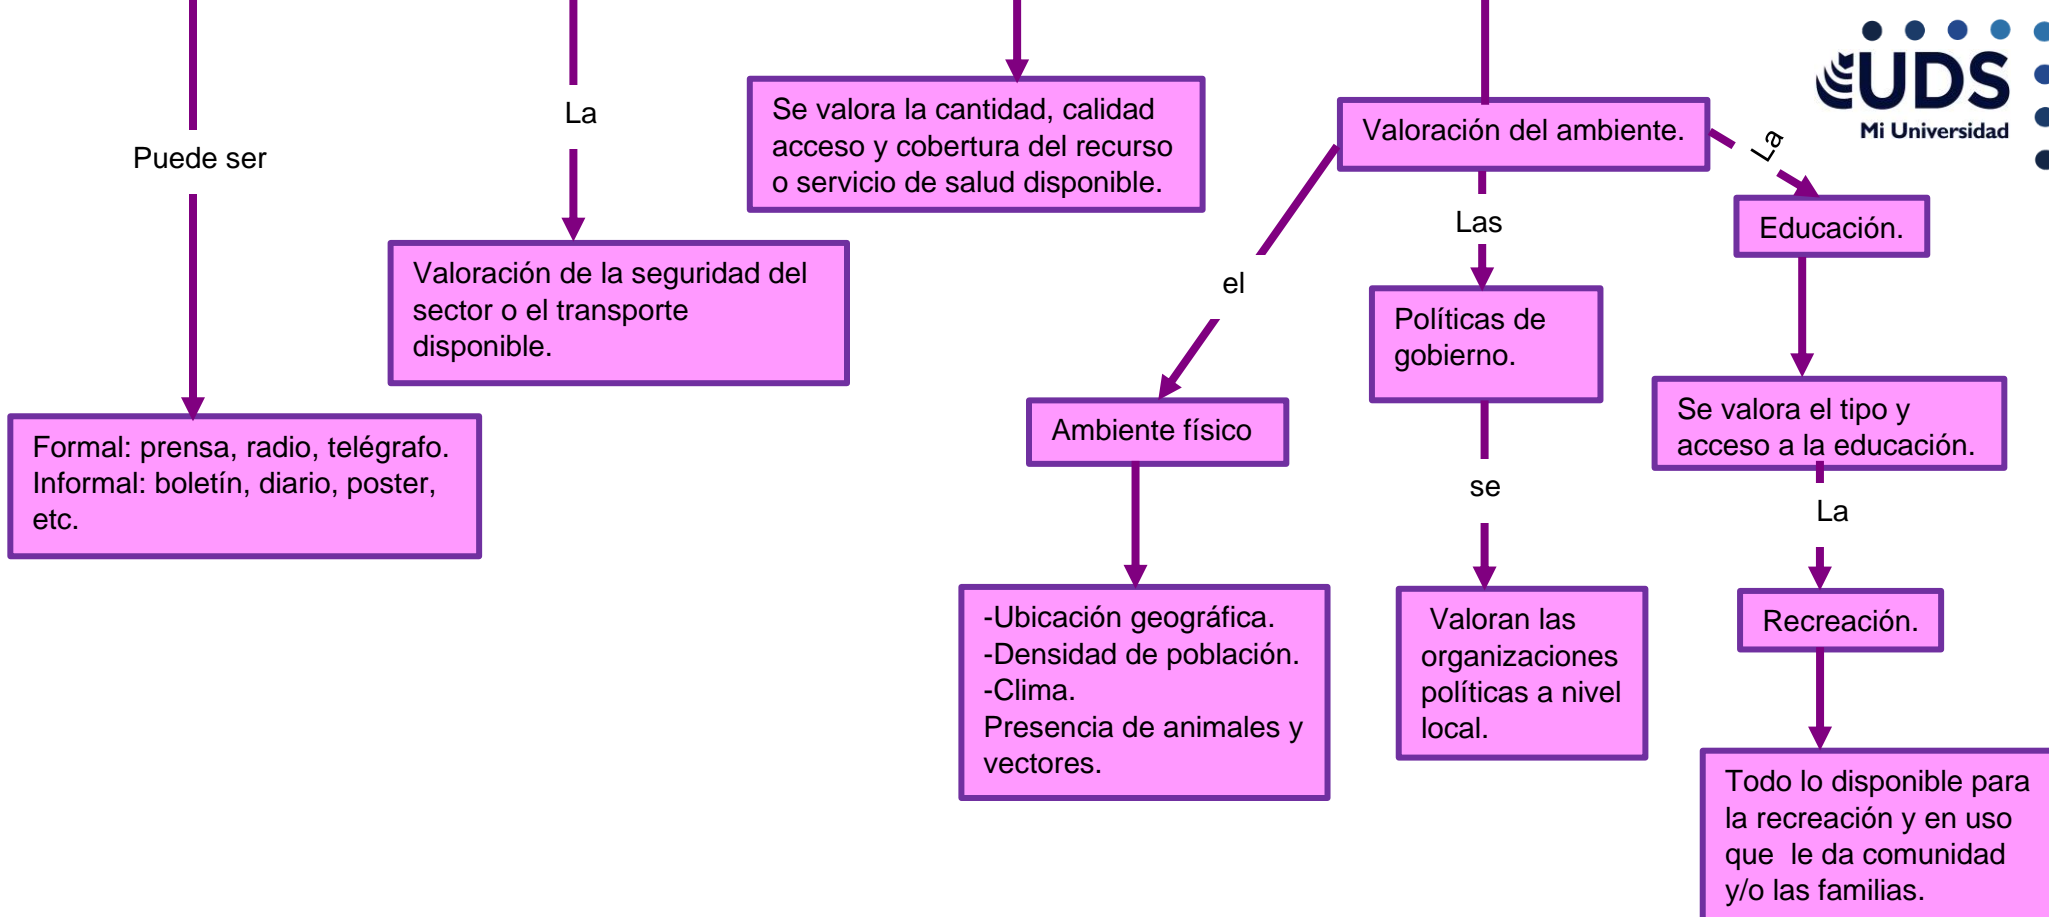 UDS
Mi Universidad
Puede ser
Formal: prensa, radio, telégrafo.
Informal: boletín, diario, poster,
etc.
La
Valoración de la seguridad del
sector o el transporte
disponible.
Se valora la cantidad, calidad
acceso y cobertura del recurso
o servicio de salud disponible.
Valoración del ambiente.
el
Ambiente físico
-Ubicación geográfica.
-Densidad de población.
-Clima.
Presencia de animales y
vectores.
Las
Políticas de
gobierno.
se
Valoran las
organizaciones
políticas a nivel
local.
La
Educación.
Se valora el tipo y
acceso a la educación.
La
Recreación.
Todo lo disponible para
la recreación y en uso
que  le da comunidad
y/o las familias.